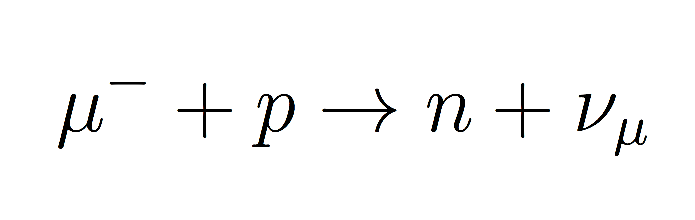 μ⁻ + p → n + ν_μ